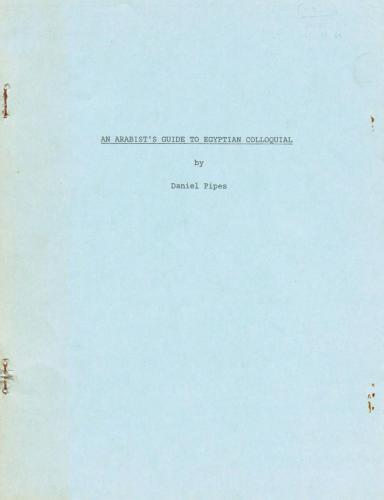 AN ARABIST'S GUIDE TO EGYPTIAN COLLOQUIAL
by
Daniel Pipes